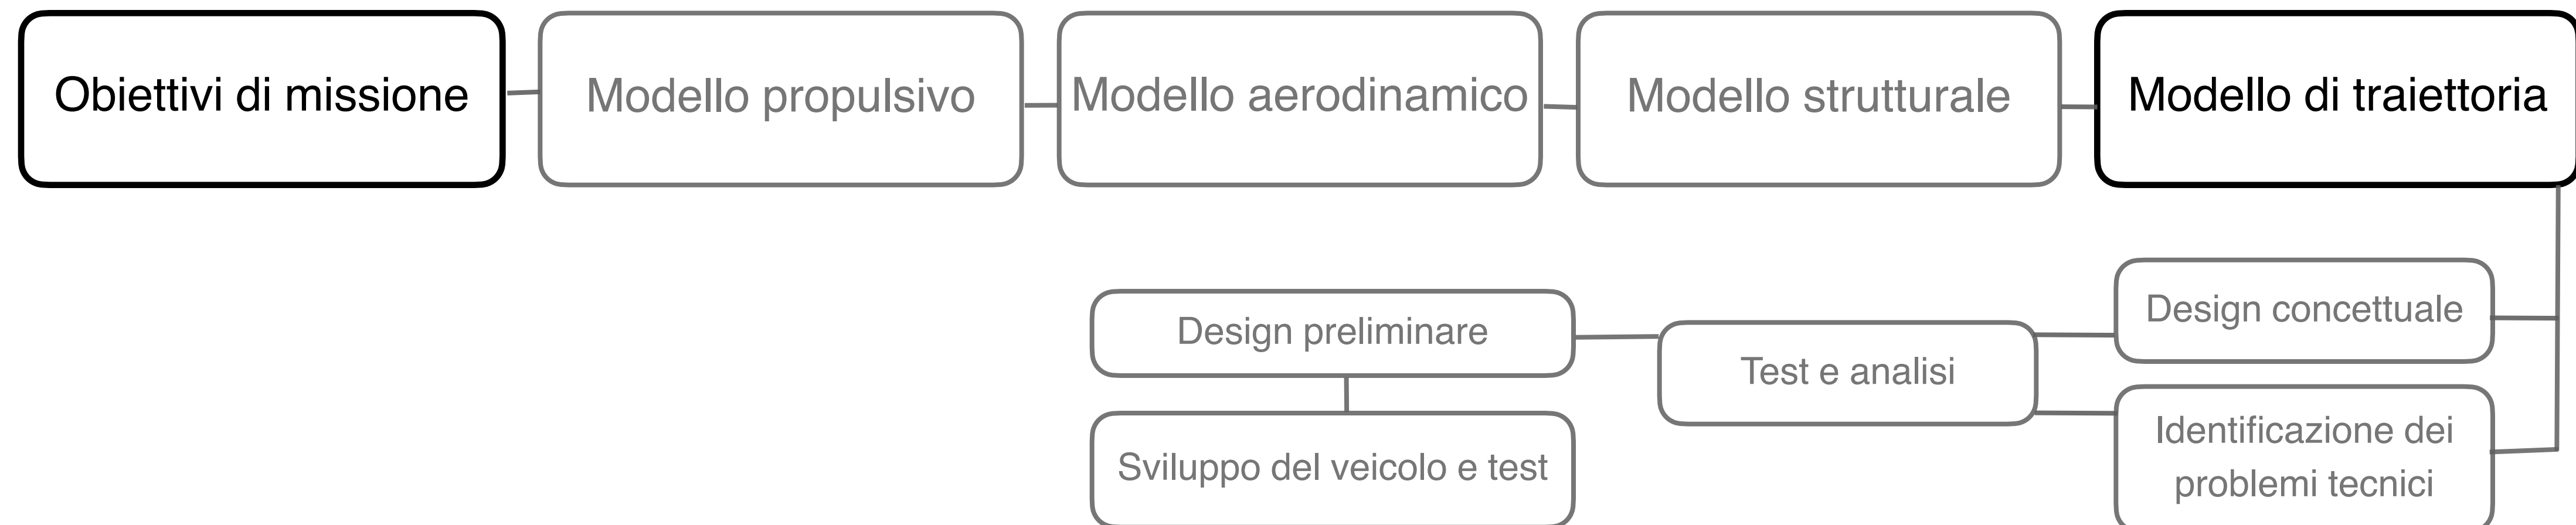 Obiettivi di missione
Modello propulsivo
Modello aerodinamico
Modello strutturale
Modello di traiettoria
Design concettuale
Identificazione dei
problemi tecnici
Test e analisi
Design preliminare
Sviluppo del veicolo e test